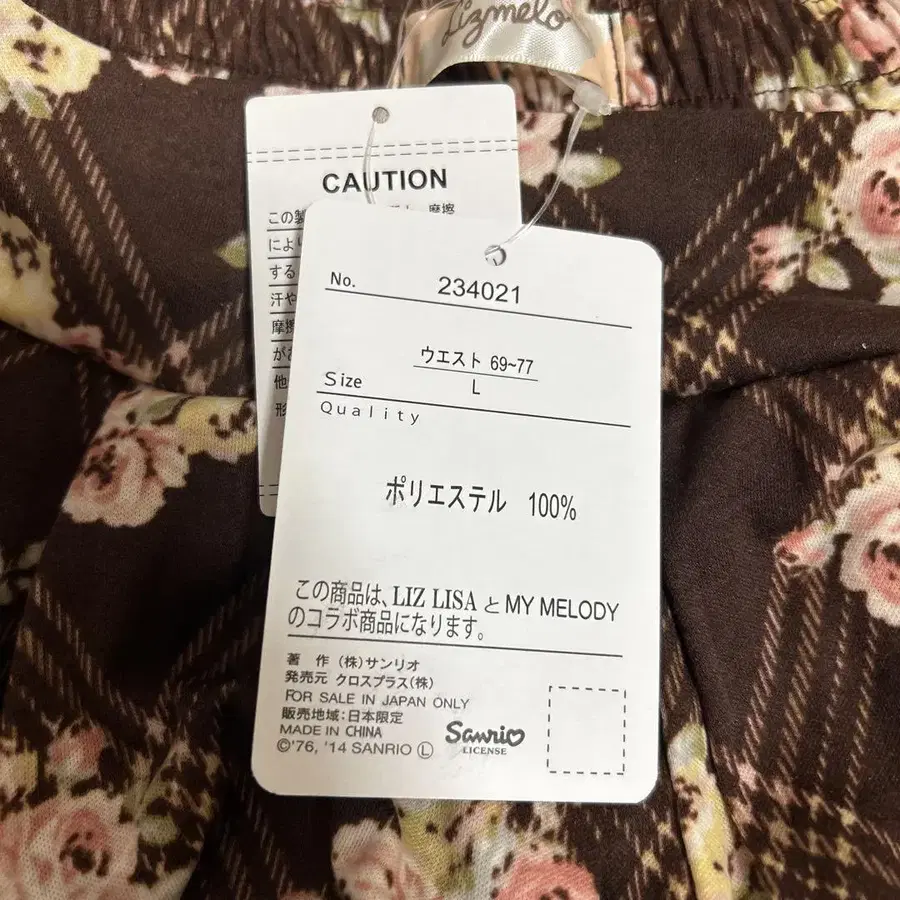 Lizmelo
CAUTION
この製
摩擦
によ
する
汗や
摩擦
がお
他
形
No. 234021
ウエスト 69~77
Size L
Quality
ポリエステル 100%
この商品は、LIZ LISA と MY MELODY
のコラボ商品になります。
著 作 (株)サンリオ
発売元 クロスプラス(株)
FOR SALE IN JAPAN ONLY
販売地域:日本限定
MADE IN CHINA
©'76, '14 SANRIO Ⓛ
Sanrio
LICENSE